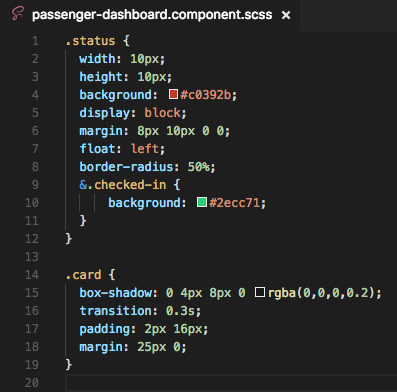 passenger-dashboard.component.scss ×
1 .status {
2 width: 10px;
3 height: 10px;
4 background: #c0392b;
5 display: block;
6 margin: 8px 10px 0 0;
7 float: left;
8 border-radius: 50%;
9 &.checked-in {
10 background: #2ecc71;
11 }
12 }
13
14 .card {
15 box-shadow: 0 4px 8px 0 rgba(0,0,0,0.2);
16 transition: 0.3s;
17 padding: 2px 16px;
18 margin: 25px 0;
19 }
20